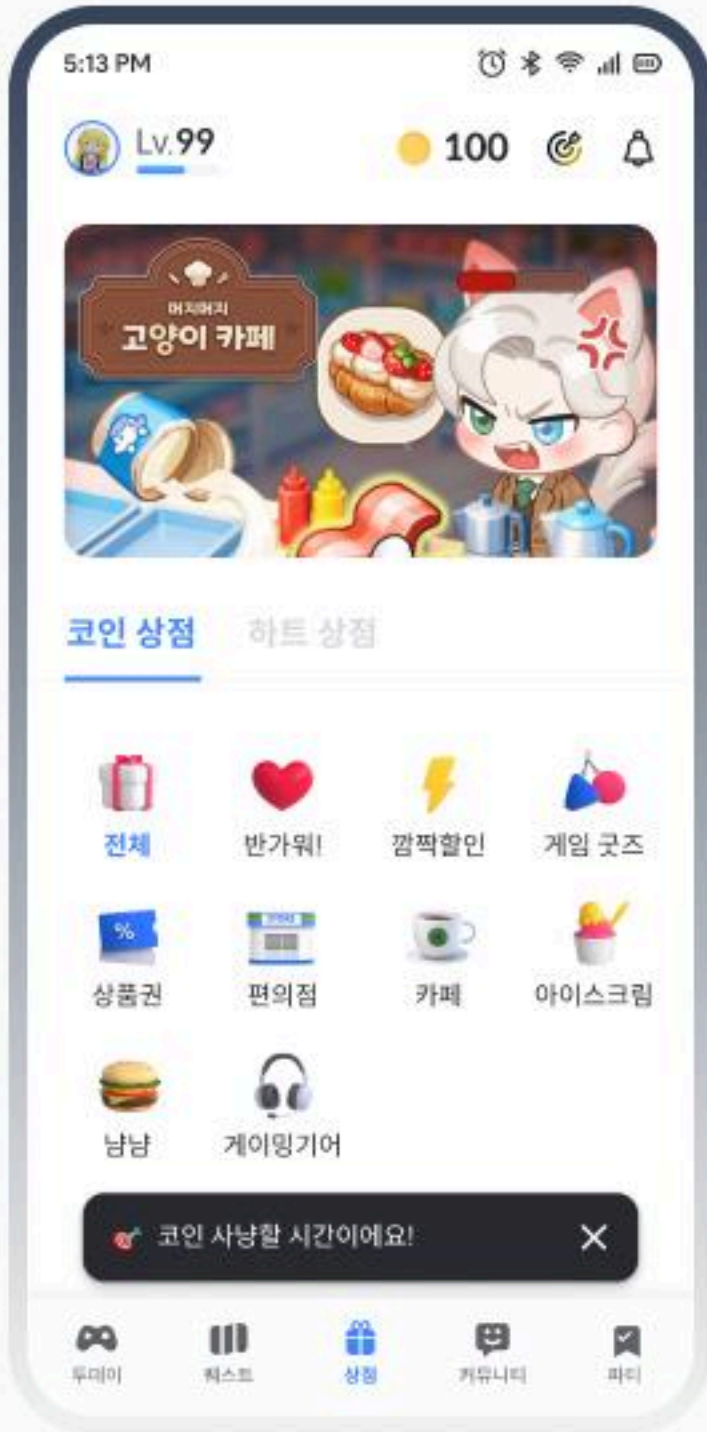 5:13 PM
Lv.99
100
머지머지
고양이 카페
코인 상점
하트 상점
전체
반가워!
깜짝할인
게임 굿즈
%
상품권
편의점
카페
아이스크림
냠냠
게이밍기어
코인 사냥할 시간이에요!
투데이
퀘스트
상점
커뮤니티
파티